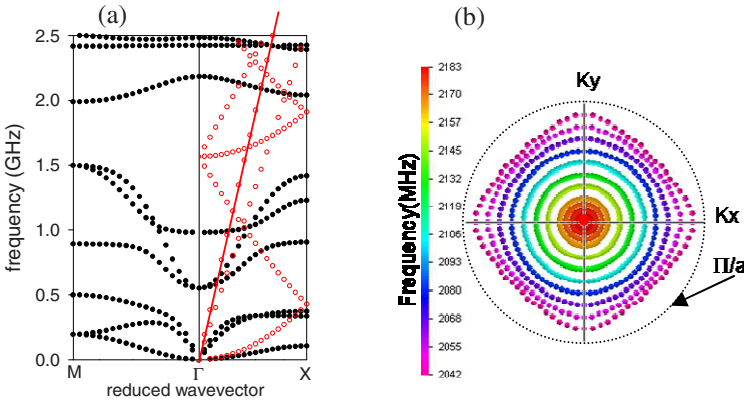 (a)
2.5
2.0
1.5
1.0
0.5
0.0
frequency (GHz)
M
Γ
X
reduced wavevector
(b)
2183
2170
2157
2145
2132
2119
2106
2093
2080
2068
2055
2042
Frequency(MHz)
Ky
Kx
Π/a